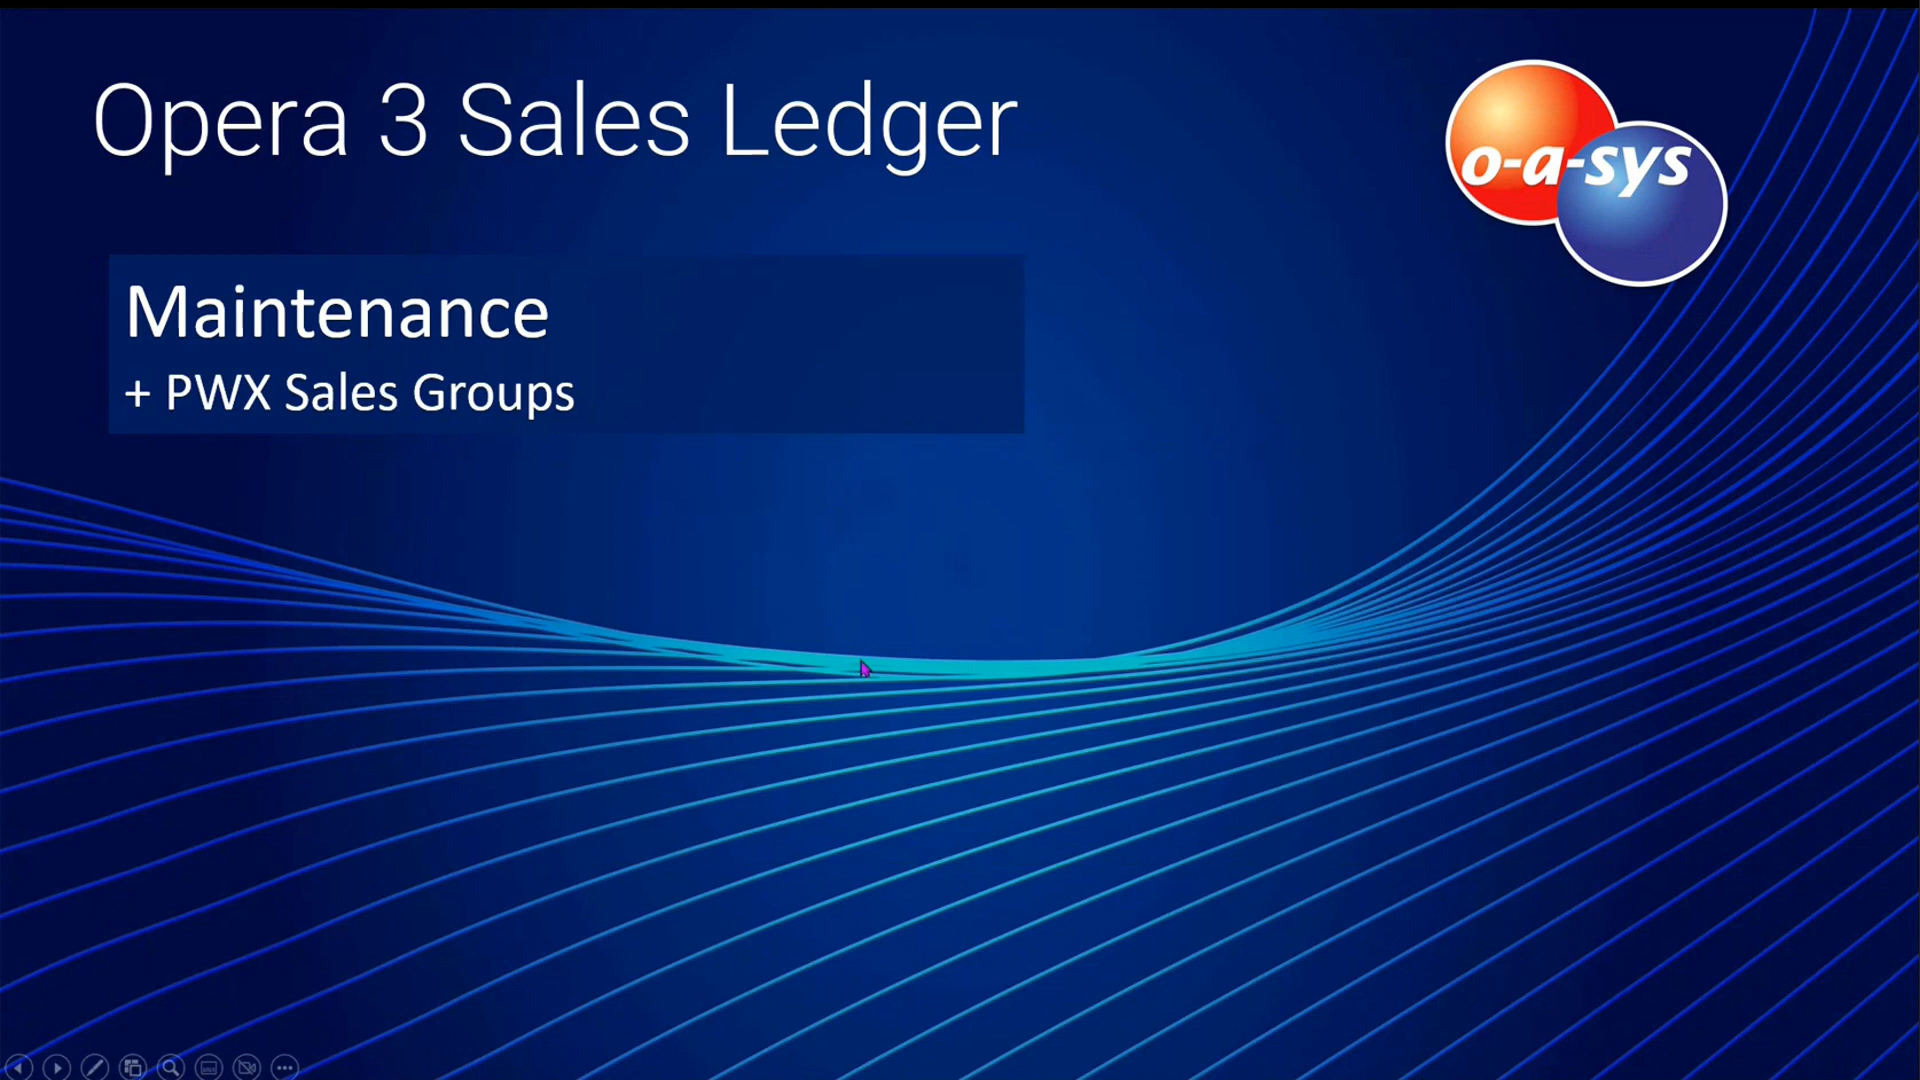 Opera 3 Sales Ledger
o-a-sys
Maintenance
+ PWX Sales Groups